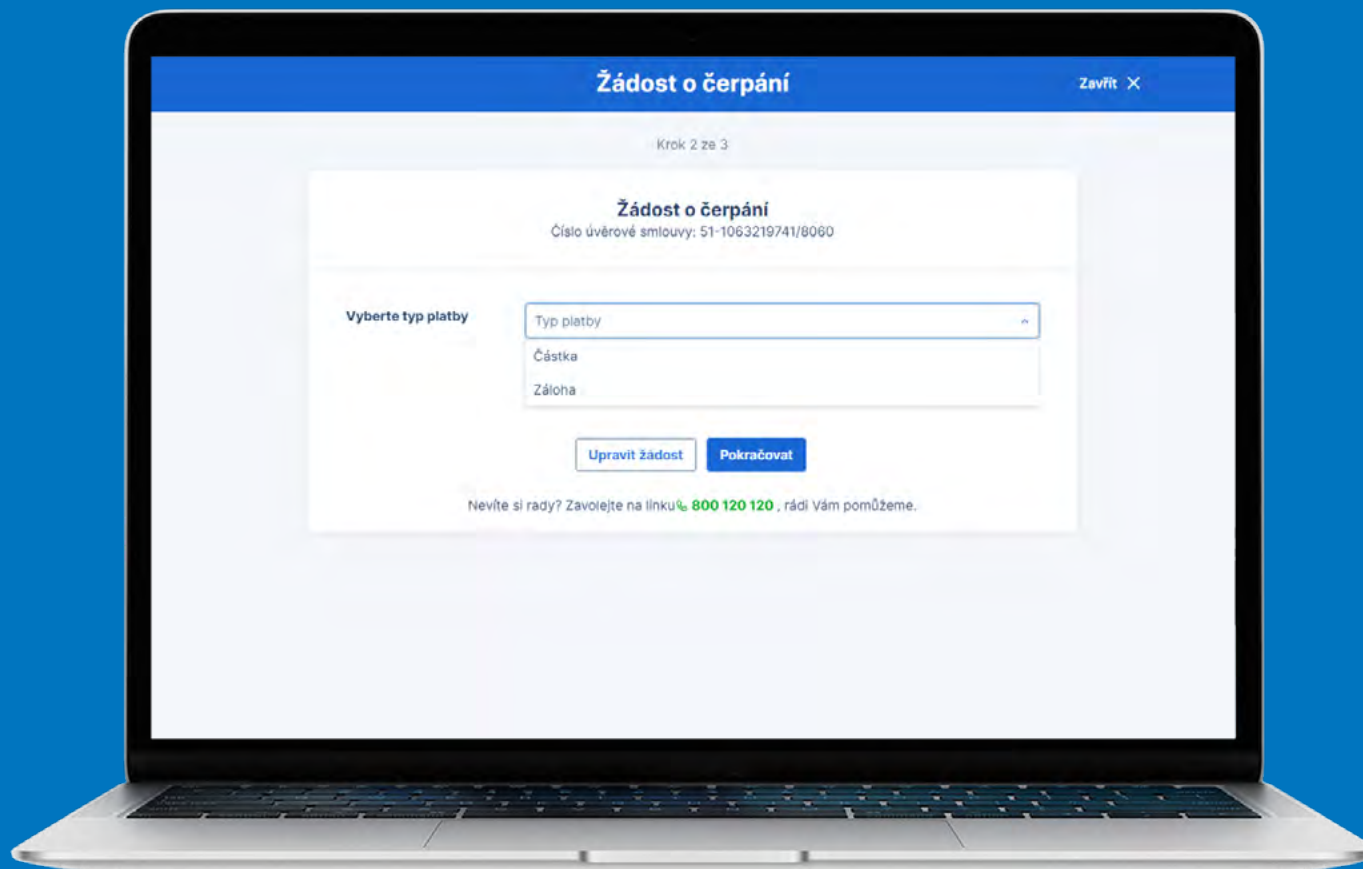 Žádost o čerpání
Zavřít
Krok 2 ze 3
Žádost o čerpání
Číslo úvěrové smlouvy: 51-1063219741/8060
Vyberte typ platby
Typ platby
Částka
Záloha
Upravit žádost
Pokračovat
Nevíte si rady? Zavolejte na linku 800 120 120 , rádi Vám pomůžeme.